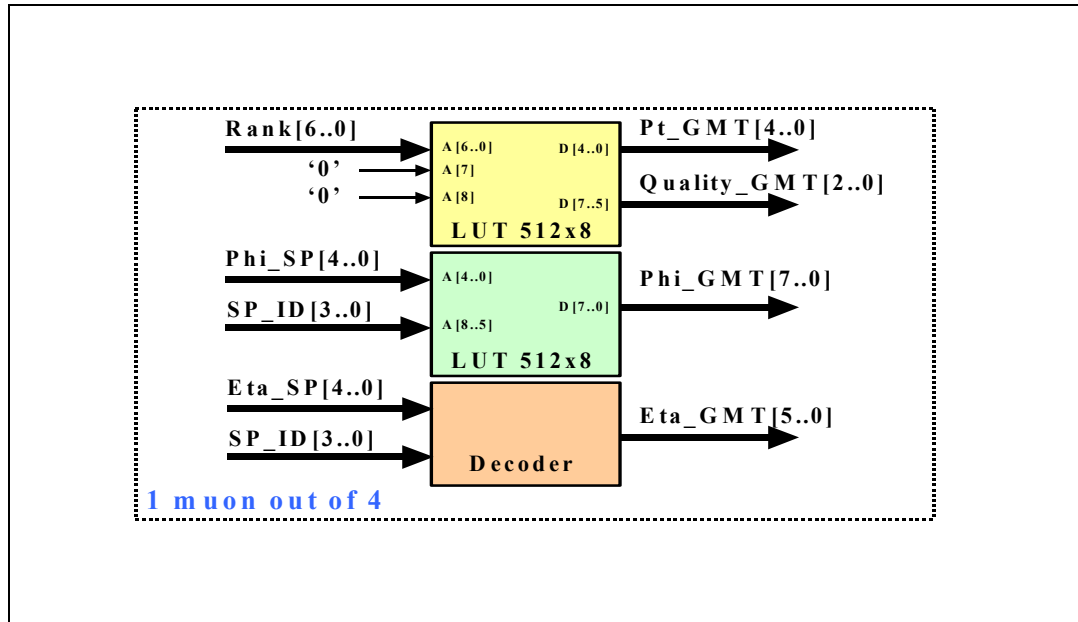 Rank[6..0]
Pt_GMT[4..0]
A[6..0]
D[4..0]
‘0’
A[7]
Quality_GMT[2..0]
‘0’
A[8]
D[7..5]
LUT 512x8
Phi_SP[4..0]
Phi_GMT[7..0]
A[4..0]
D[7..0]
SP_ID[3..0]
A[8..5]
LUT 512x8
Eta_SP[4..0]
Eta_GMT[5..0]
SP_ID[3..0]
Decoder
1 muon out of 4